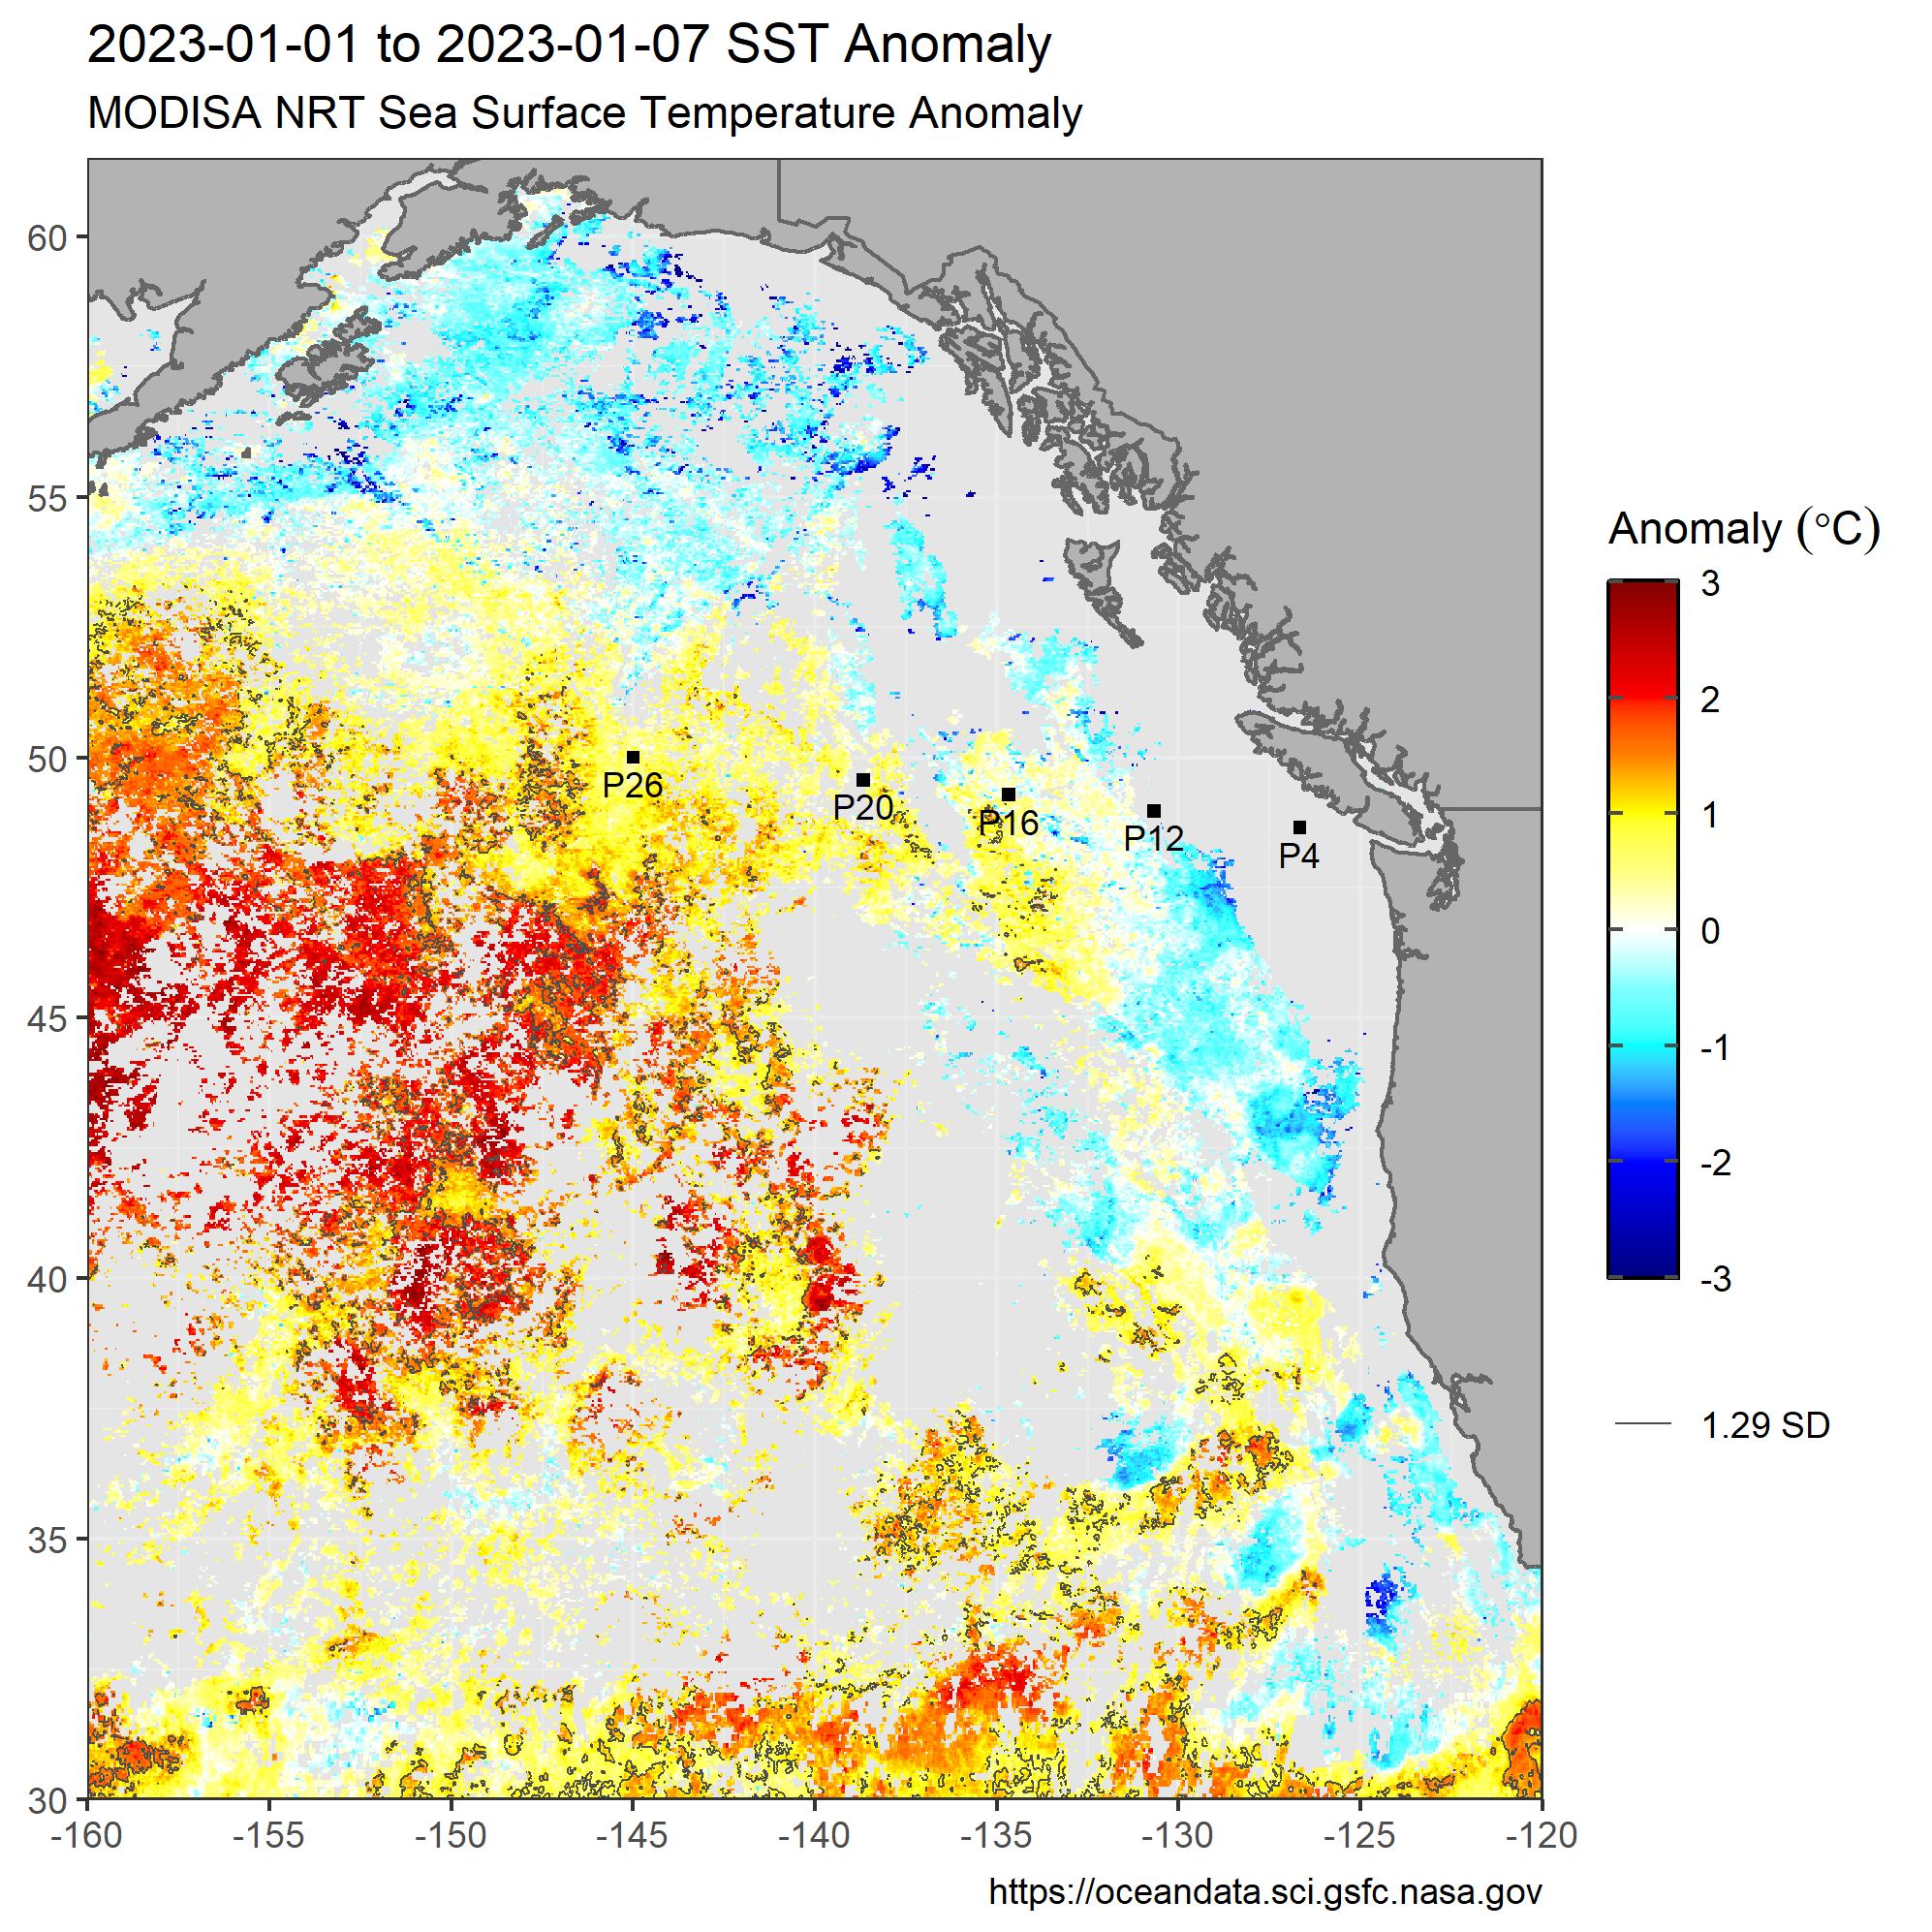 2023-01-01 to 2023-01-07 SST Anomaly
MODISA NRT Sea Surface Temperature Anomaly
60
55
50
45
40
35
30
-160
-155
-150
-145
-140
-135
-130
-125
-120
P26
P20
P16
P12
P4
Anomaly (°C)
3
2
1
0
-1
-2
-3
1.29 SD
https://oceandata.sci.gsfc.nasa.gov